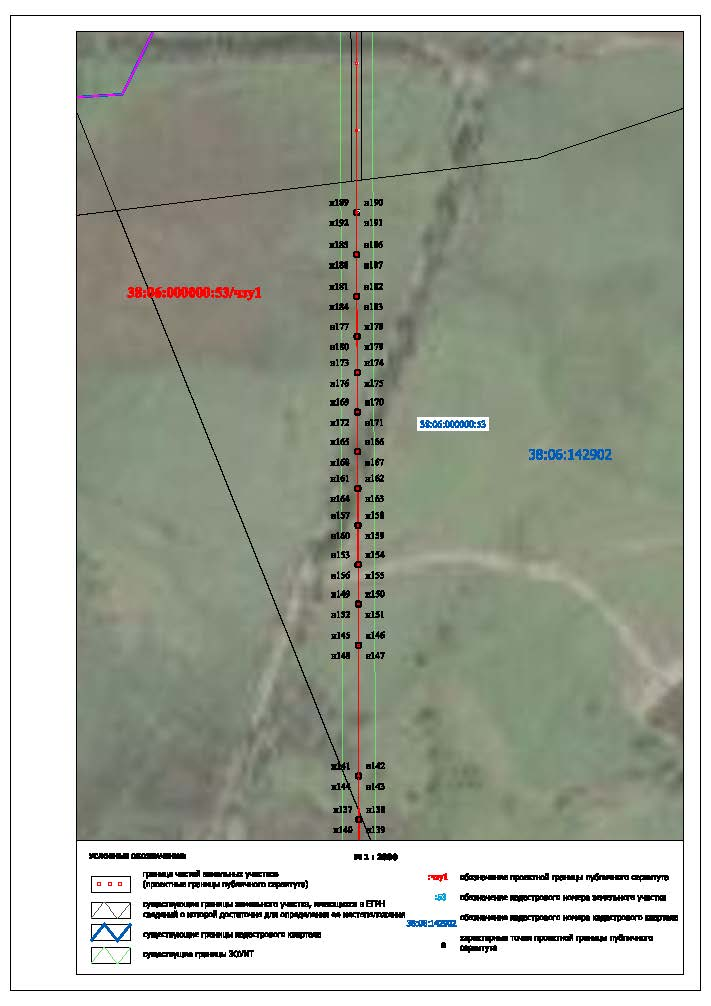 н189 н190
н192 н191
н185 н186
н188 н187
38:06:000000:53/чзу1
н181 н182
н184 н183
н177 н178
н180 н179
н173 н174
н176 н175
н169 н170
н172 н171
38:06:000000:53
н165 н166
38:06:142902
н168 н167
н161 н162
н164 н163
н157 н158
н160 н159
н153 н154
н156 н155
н149 н150
н152 н151
н145 н146
н148 н147
н141 н142
н144 н143
н137 н138
н140 н139
Условные обозначения:
М 1 : 2000
граница частей земельных участков
(проектные границы публичного сервитута)
существующие границы земельного участка, имеющиеся в ЕГРН
сведений о которой достаточно для определения ее местоположения
существующие границы кадастрового квартала
существующие границы ЗОУИТ
:чзу1 обозначение проектной границы публичного сервитута
:53 обозначение кадастрового номера земельного участка
38:06:142902 обозначение кадастрового номера кадастрового квартала
н характерные точки проектной границы публичного
сервитута